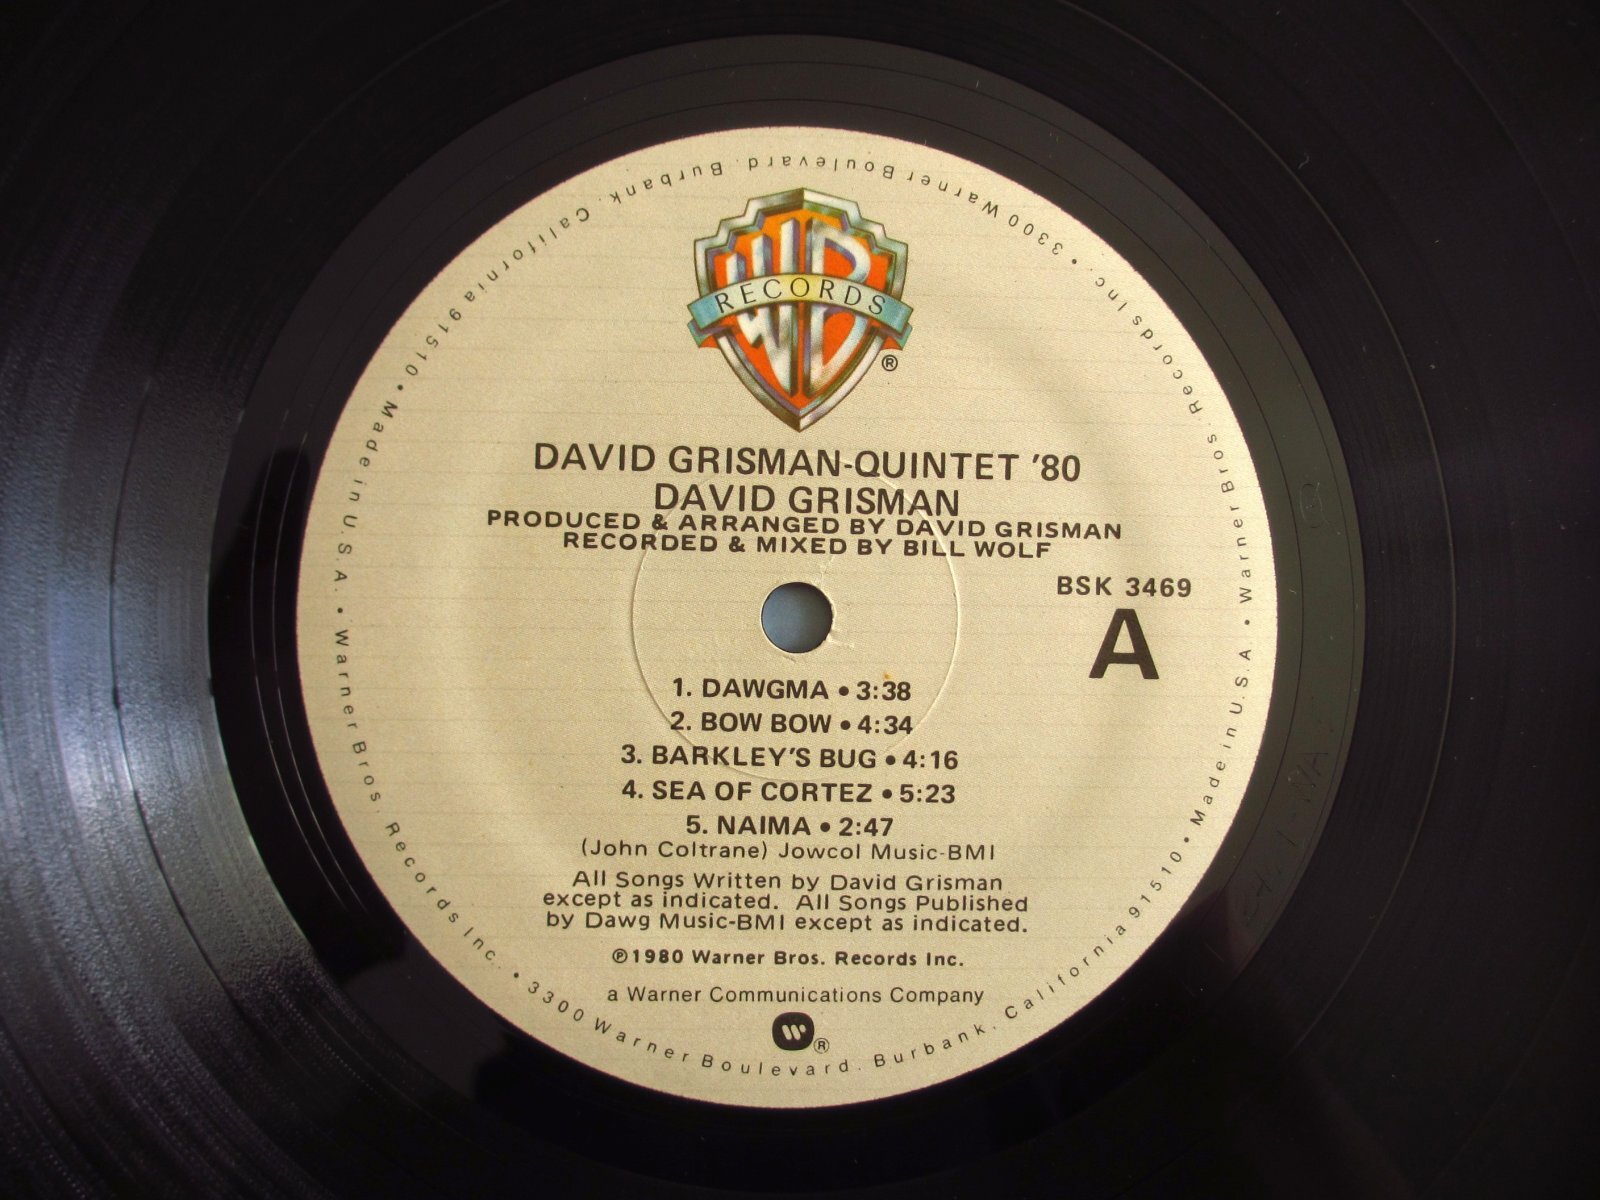 WB
RECORDS
®
DAVID GRISMAN-QUINTET '80
DAVID GRISMAN
PRODUCED & ARRANGED BY DAVID GRISMAN
RECORDED & MIXED BY BILL WOLF
BSK 3469
A
1. DAWGMA • 3:38
2. BOW BOW • 4:34
3. BARKLEY'S BUG • 4:16
4. SEA OF CORTEZ • 5:23
5. NAIMA • 2:47
(John Coltrane) Jowcol Music-BMI
All Songs Written by David Grisman
except as indicated. All Songs Published
by Dawg Music-BMI except as indicated.
℗1980 Warner Bros. Records Inc.
a Warner Communications Company
W®
Warner Bros. Records Inc. • 3300 Warner Boulevard. Burbank. California 91510 • Made in U.S.A. • Warner Bros. Records Inc. • 3300 Warner Boulevard. Burbank. California 91510 • Made in U.S.A. •